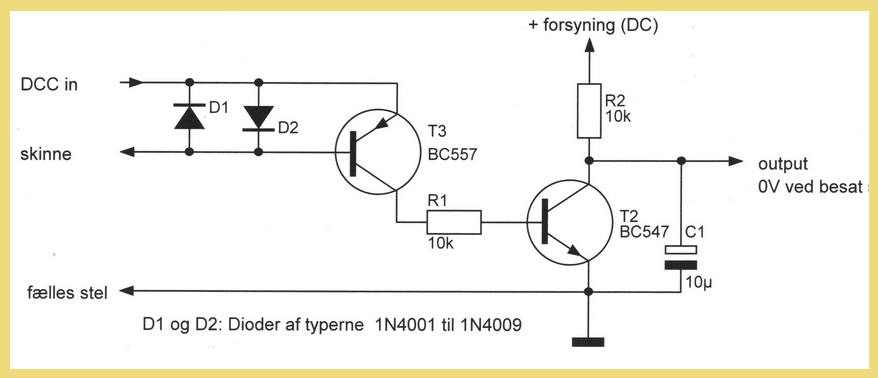 + forsyning (DC)
DCC in
D1
D2
R2
10k
T3
BC557
skinne
output
0V ved besat
R1
10k
T2
BC547
C1
10µ
fælles stel
D1 og D2: Dioder af typerne 1N4001 til 1N4009